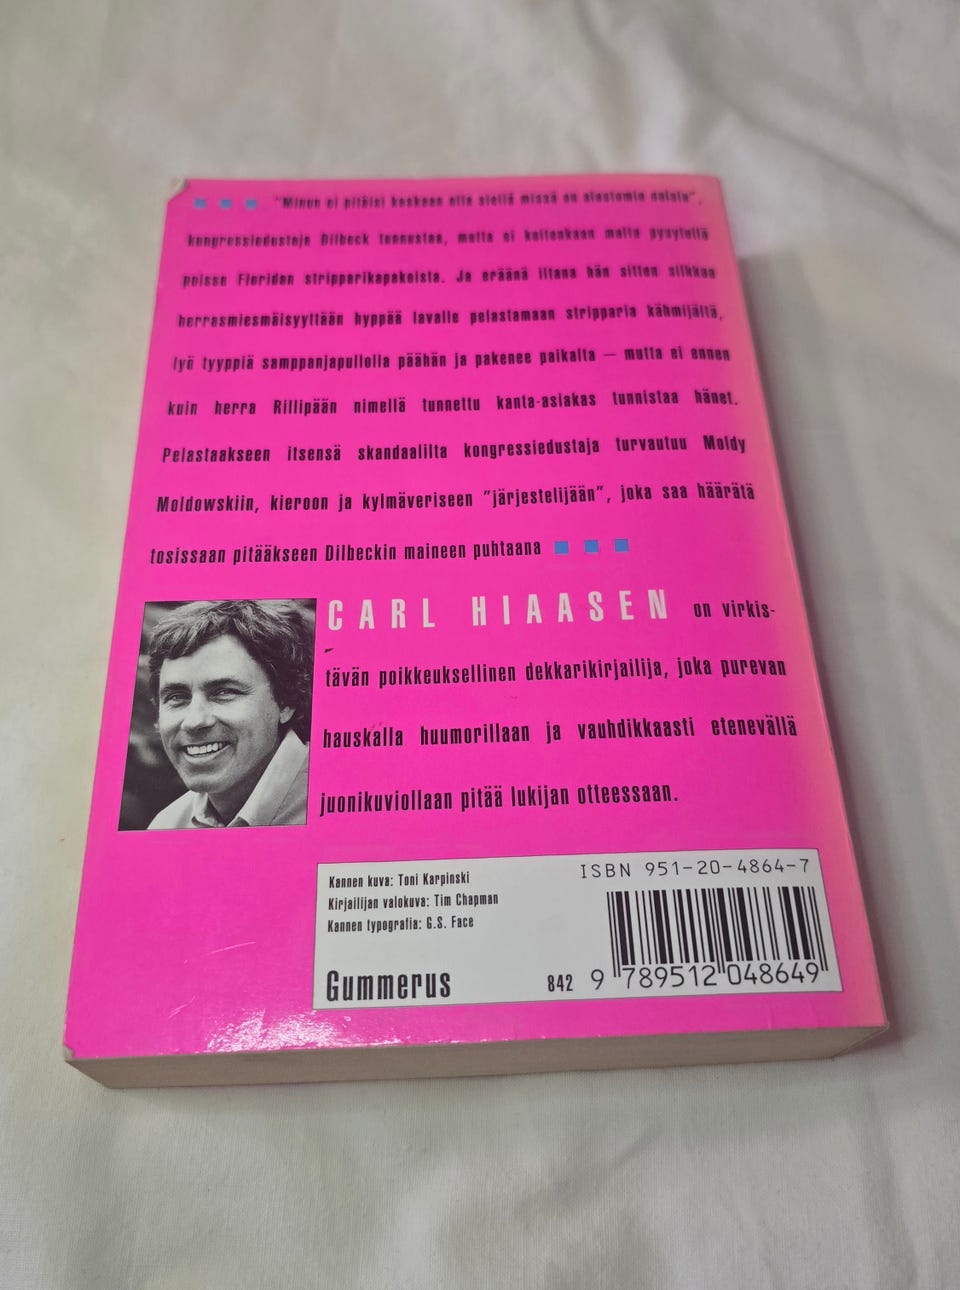 "Minun ei pitäisi koskaan olla siellä missä on alastomia naisia",
kongressiedustaja Dilbeck tunnustaa, mutta ei kuitenkaan malta pysytellä
poissa Floridan stripparikapakoista. Ja eräänä iltana hän sitten silkkaa
herrasmiesmäisyyttään hyppää lavalle pelastamaan stripparia kähmijältä,
lyö tyyppiä samppanjapullolla päähän ja pakenee paikalta — mutta ei ennen
kuin herra Rillipään nimellä tunnettu kanta-asiakas tunnistaa hänet.
Pelastaakseen itsensä skandaalilta kongressiedustaja turvautuu Moldy
Moldowskiin, kieroon ja kylmäveriseen "järjestelijään", joka saa häärätä
tosissaan pitääkseen Dilbeckin maineen puhtaana
CARL HIAASEN on virkis-
tävän poikkeuksellinen dekkarikirjailija, joka purevan
hauskalla huumorillaan ja vauhdikkaasti etenevällä
juonikuviollaan pitää lukijan otteessaan.
Kannen kuva: Toni Karpinski
Kirjailijan valokuva: Tim Chapman
Kannen typografia: G.S. Face
Gummerus
ISBN 951-20-4864-7
842 9 789512 048649